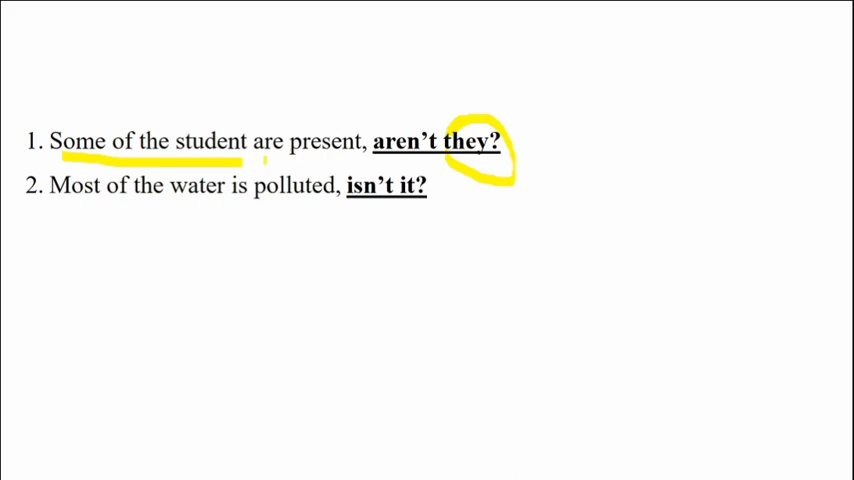 1. Some of the student are present, aren’t they?
2. Most of the water is polluted, isn’t it?